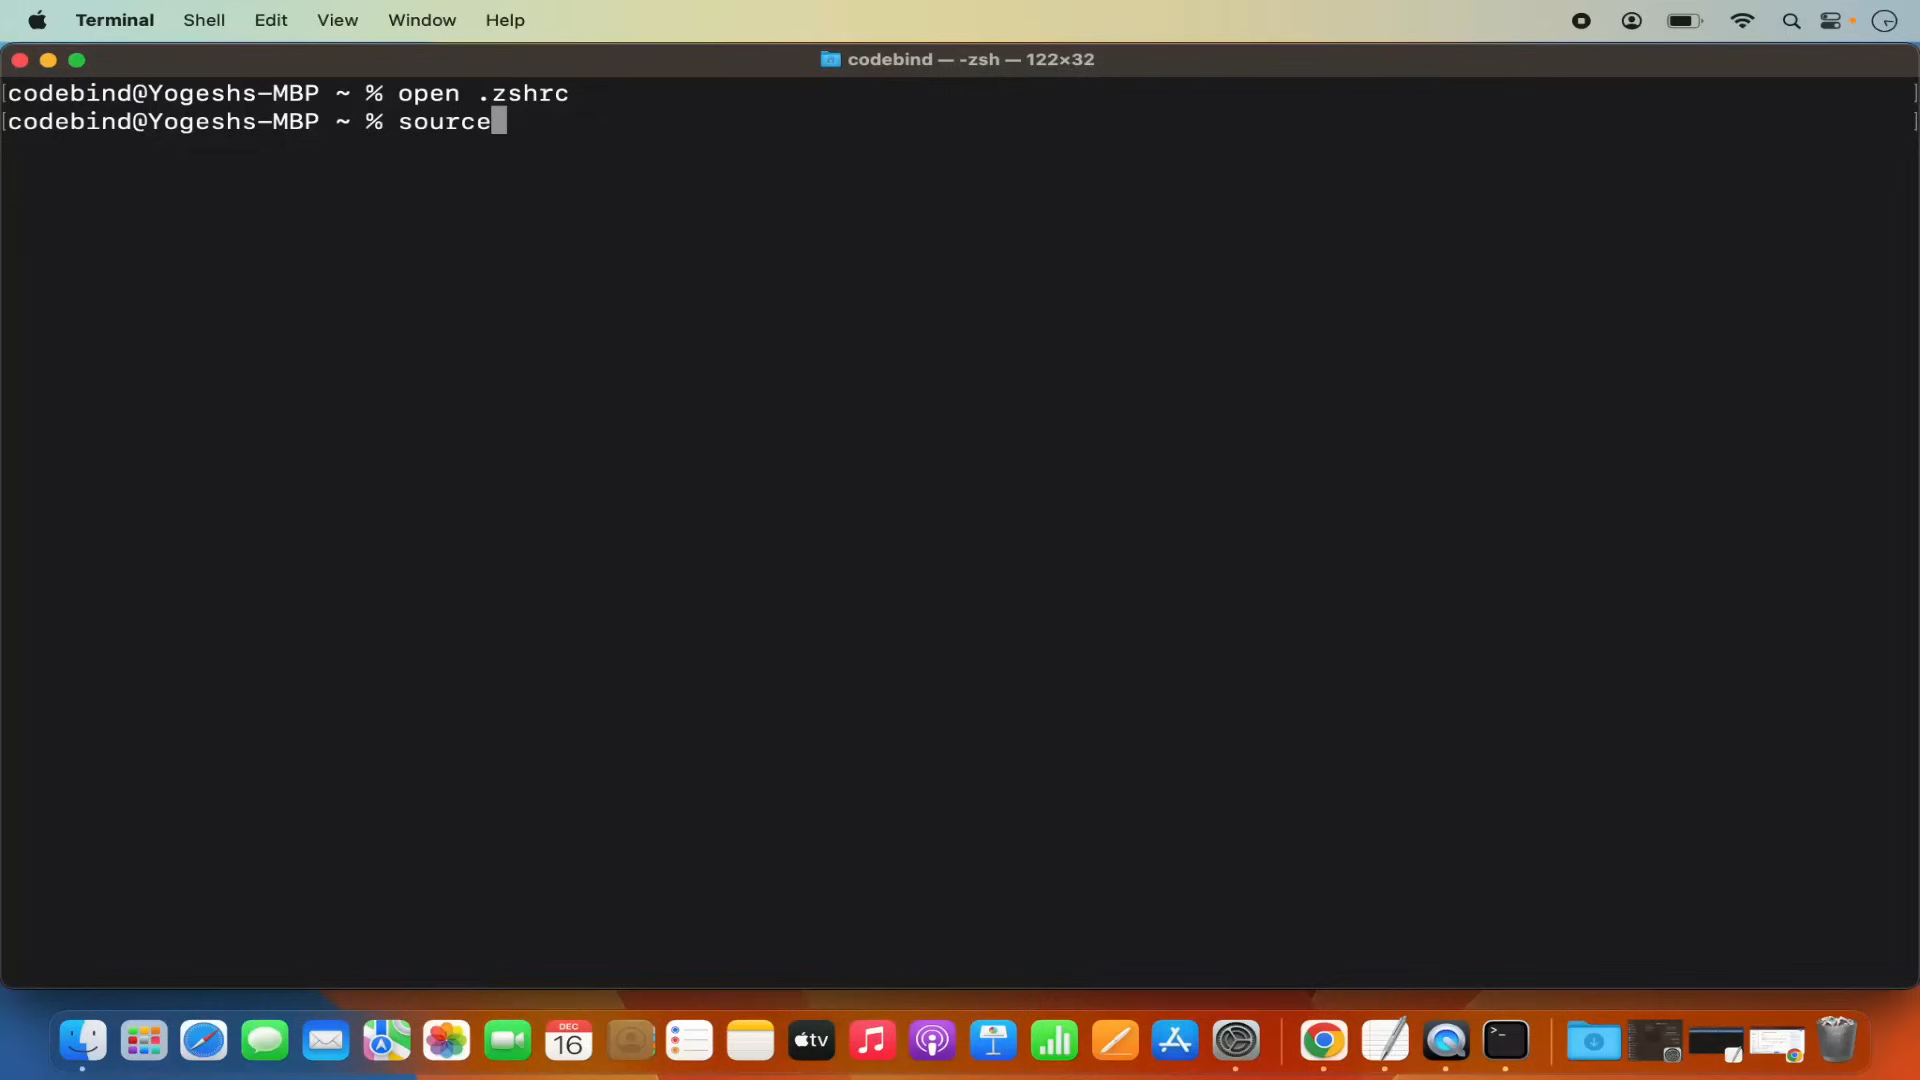 Terminal Shell Edit View Window Help
codebind — -zsh — 122×32
codebind@Yogeshs-MBP ~ % open .zshrc
codebind@Yogeshs-MBP ~ % source
DEC
16
tv
>_